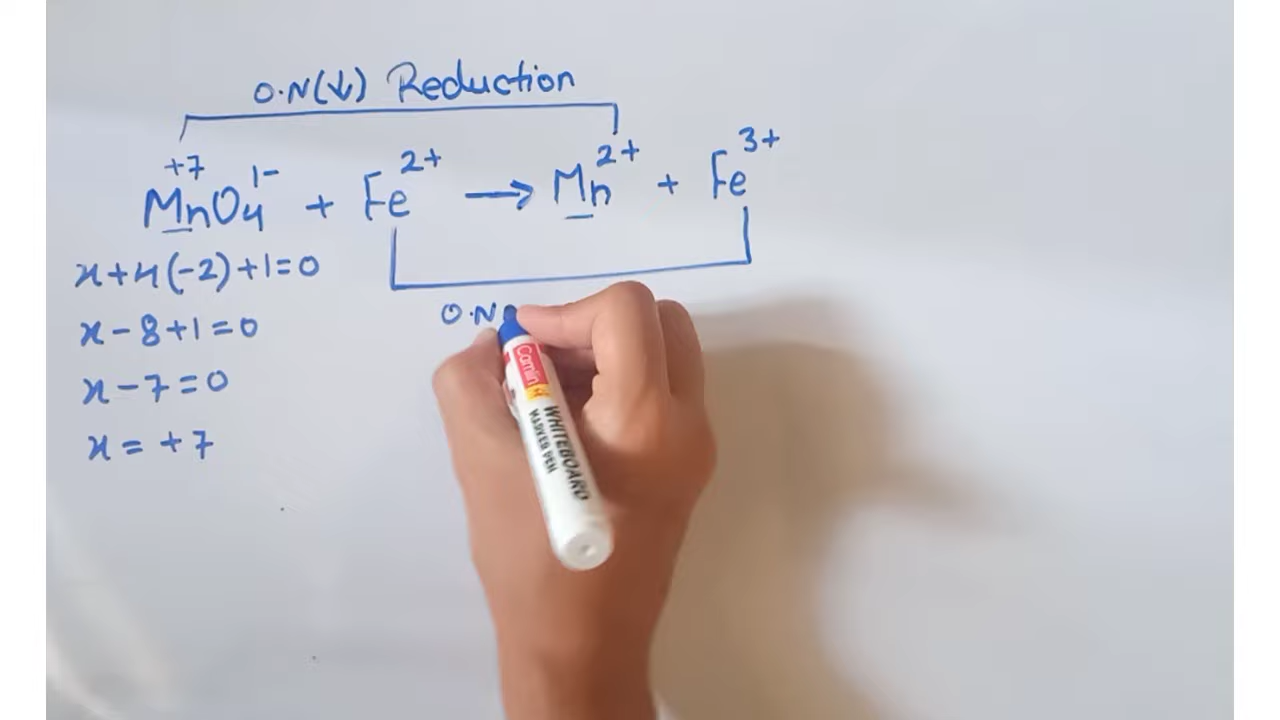 O.N(↓) Reduction
+7
MnO4 1- + Fe 2+ → Mn 2+ + Fe 3+
x+4(-2)+1=0
O.N
x-8+1=0
x-7=0
x=+7
Camlin
WHITEBOARD
MARKER PEN